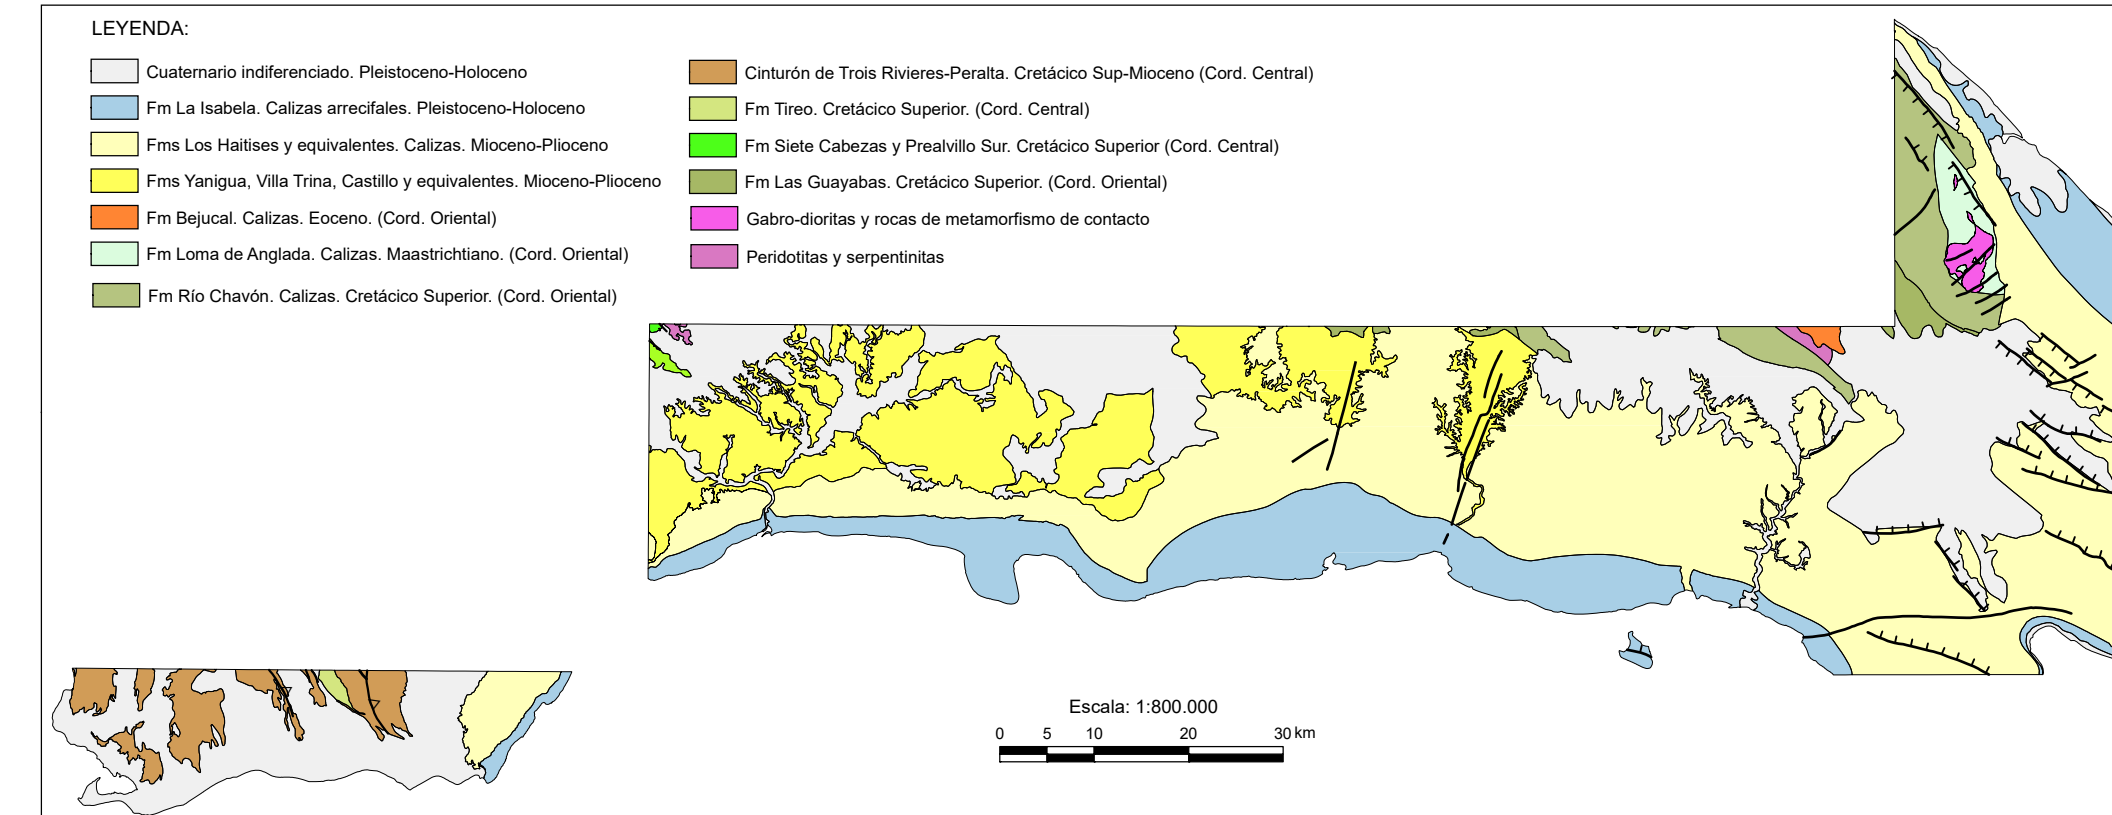 LEYENDA:
Cuaternario indiferenciado. Pleistoceno-Holoceno
Fm La Isabela. Calizas arrecifales. Pleistoceno-Holoceno
Fms Los Haitises y equivalentes. Calizas. Mioceno-Plioceno
Fms Yanigua, Villa Trina, Castillo y equivalentes. Mioceno-Plioceno
Fm Bejucal. Calizas. Eoceno. (Cord. Oriental)
Fm Loma de Anglada. Calizas. Maastrichtiano. (Cord. Oriental)
Fm Río Chavón. Calizas. Cretácico Superior. (Cord. Oriental)
Cinturón de Trois Rivieres-Peralta. Cretácico Sup-Mioceno (Cord. Central)
Fm Tireo. Cretácico Superior. (Cord. Central)
Fm Siete Cabezas y Prealvillo Sur. Cretácico Superior (Cord. Central)
Fm Las Guayabas. Cretácico Superior. (Cord. Oriental)
Gabro-dioritas y rocas de metamorfismo de contacto
Peridotitas y serpentinitas
Escala: 1:800.000
0 5 10 20 30 km